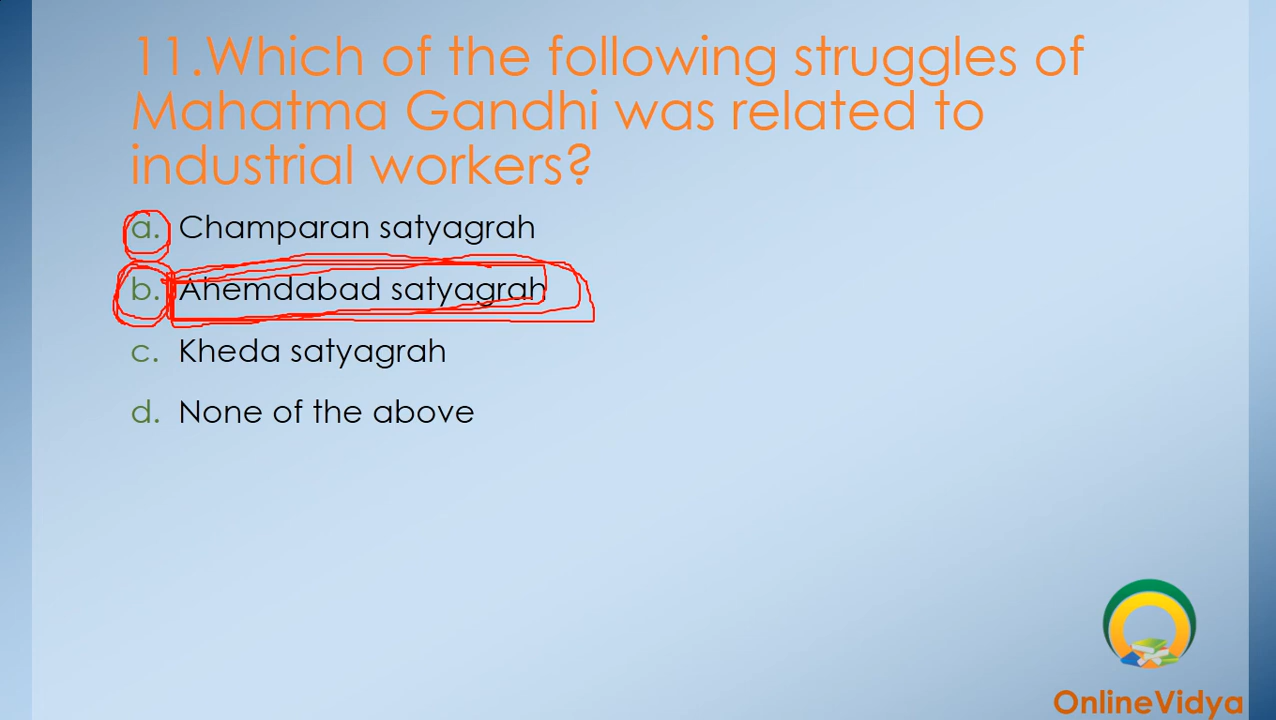 11.Which of the following struggles of
Mahatma Gandhi was related to
industrial workers?
a. Champaran satyagrah
b. Ahemdabad satyagrah
c. Kheda satyagrah
d. None of the above
OnlineVidya